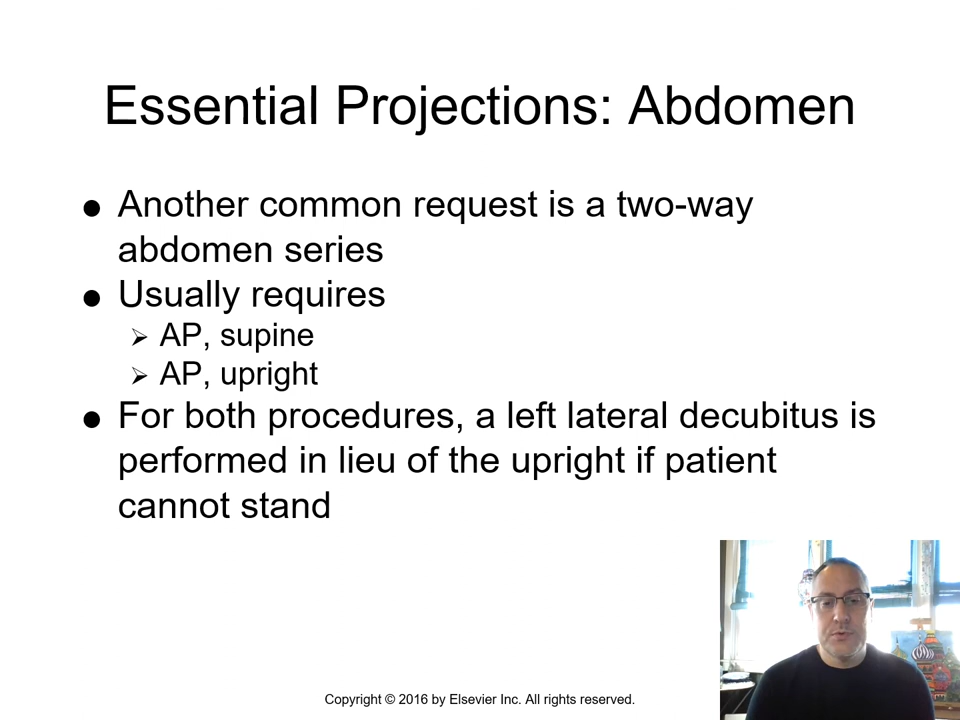 Essential Projections: Abdomen
● Another common request is a two-way
abdomen series
● Usually requires
➢ AP, supine
➢ AP, upright
● For both procedures, a left lateral decubitus is
performed in lieu of the upright if patient
cannot stand
Copyright © 2016 by Elsevier Inc. All rights reserved.